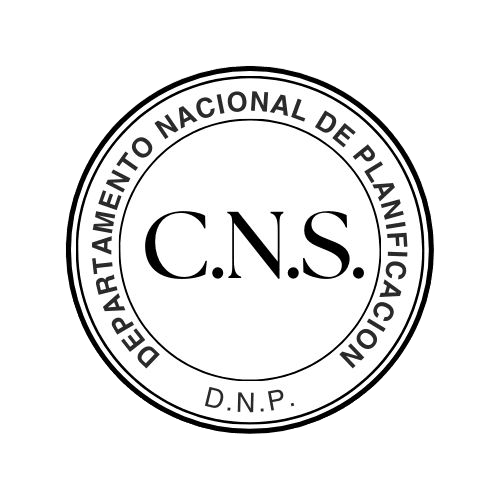 DEPARTAMENTO NACIONAL DE PLANIFICACION
C.N.S.
D.N.P.